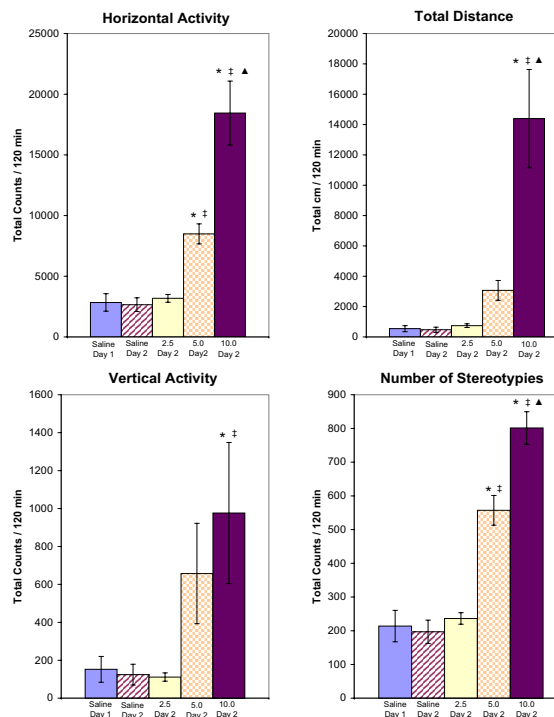 Horizontal Activity
25000
20000
15000
10000
5000
0
Total Counts / 120 min
* ‡
* ‡ ▲
Saline Saline 2.5 5.0 10.0
Day 1 Day 2 Day 2 Day2 Day 2
Total Distance
20000
18000
16000
14000
12000
10000
8000
6000
4000
2000
0
Total cm / 120 min
* ‡ ▲
Saline Saline 2.5 5.0 10.0
Day 1 Day 2 Day 2 Day 2 Day 2
Vertical Activity
1600
1400
1200
1000
800
600
400
200
0
Total Counts / 120 min
* ‡
Saline Saline 2.5 5.0 10.0
Day 1 Day 2 Day 2 Day 2 Day 2
Number of Stereotypies
900
800
700
600
500
400
300
200
100
0
Total Counts / 120 min
* ‡
* ‡ ▲
Saline Saline 2.5 5.0 10.0
Day 1 Day 2 Day 2 Day 2 Day 2